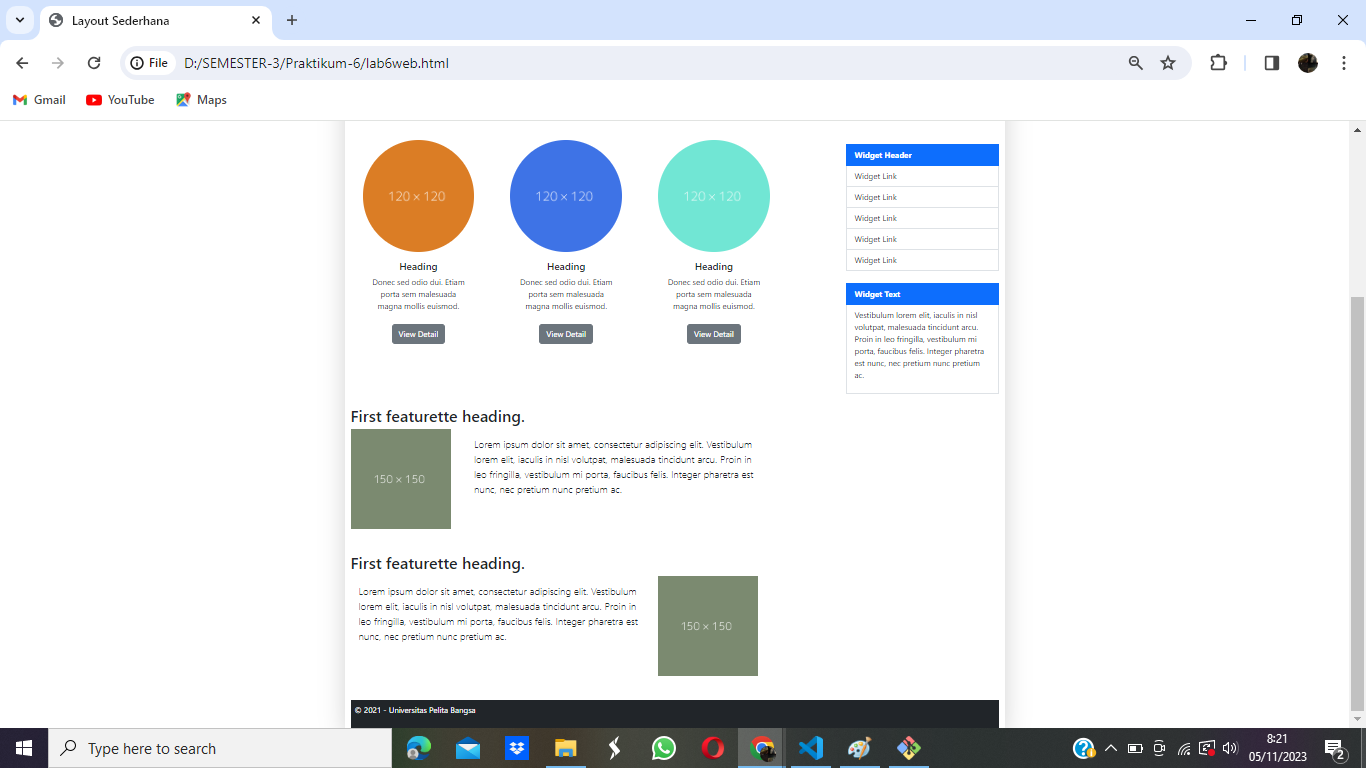 Layout Sederhana
File
D:/SEMESTER-3/Praktikum-6/lab6web.html
Gmail
YouTube
Maps
120 × 120
120 × 120
120 × 120
Heading
Donec sed odio dui. Etiam
porta sem malesuada
magna mollis euismod.
View Detail
Heading
Donec sed odio dui. Etiam
porta sem malesuada
magna mollis euismod.
View Detail
Heading
Donec sed odio dui. Etiam
porta sem malesuada
magna mollis euismod.
View Detail
Widget Header
Widget Link
Widget Link
Widget Link
Widget Link
Widget Link
Widget Text
Vestibulum lorem elit, iaculis in nisl
volutpat, malesuada tincidunt arcu.
Proin in leo fringilla, vestibulum mi
porta, faucibus felis. Integer pharetra
est nunc, nec pretium nunc pretium
ac.
First featurette heading.
150 × 150
Lorem ipsum dolor sit amet, consectetur adipiscing elit. Vestibulum
lorem elit, iaculis in nisl volutpat, malesuada tincidunt arcu. Proin in
leo fringilla, vestibulum mi porta, faucibus felis. Integer pharetra est
nunc, nec pretium nunc pretium ac.
First featurette heading.
Lorem ipsum dolor sit amet, consectetur adipiscing elit. Vestibulum
lorem elit, iaculis in nisl volutpat, malesuada tincidunt arcu. Proin in
leo fringilla, vestibulum mi porta, faucibus felis. Integer pharetra est
nunc, nec pretium nunc pretium ac.
150 × 150
© 2021 - Universitas Pelita Bangsa
Type here to search
8:21
05/11/2023
2